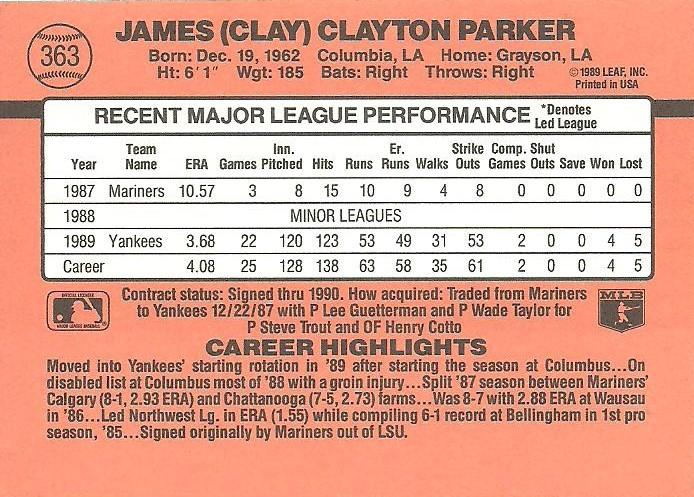 363
JAMES (CLAY) CLAYTON PARKER
Born: Dec. 19, 1962 Columbia, LA Home: Grayson, LA
Ht: 6'1" Wgt: 185 Bats: Right Throws: Right
©1989 LEAF, INC.
Printed in USA
RECENT MAJOR LEAGUE PERFORMANCE *Denotes
Led League
Team Inn. Er. Strike Comp. Shut
Year Name ERA Games Pitched Hits Runs Runs Walks Outs Games Outs Save Won Lost
1987 Mariners 10.57 3 8 15 10 9 4 8 0 0 0 0 0
1988 MINOR LEAGUES
1989 Yankees 3.68 22 120 123 53 49 31 53 2 0 0 4 5
Career 4.08 25 128 138 63 58 35 61 2 0 0 4 5
OFFICIAL LICENSEE
MAJOR LEAGUE BASEBALL
Contract status: Signed thru 1990. How acquired: Traded from Mariners
to Yankees 12/22/87 with P Lee Guetterman and P Wade Taylor for
P Steve Trout and OF Henry Cotto
MLB
CAREER HIGHLIGHTS
Moved into Yankees' starting rotation in '89 after starting the season at Columbus...On
disabled list at Columbus most of '88 with a groin injury...Split '87 season between Mariners'
Calgary (8-1, 2.93 ERA) and Chattanooga (7-5, 2.73) farms...Was 8-7 with 2.88 ERA at Wausau
in '86...Led Northwest Lg. in ERA (1.55) while compiling 6-1 record at Bellingham in 1st pro
season, '85...Signed originally by Mariners out of LSU.